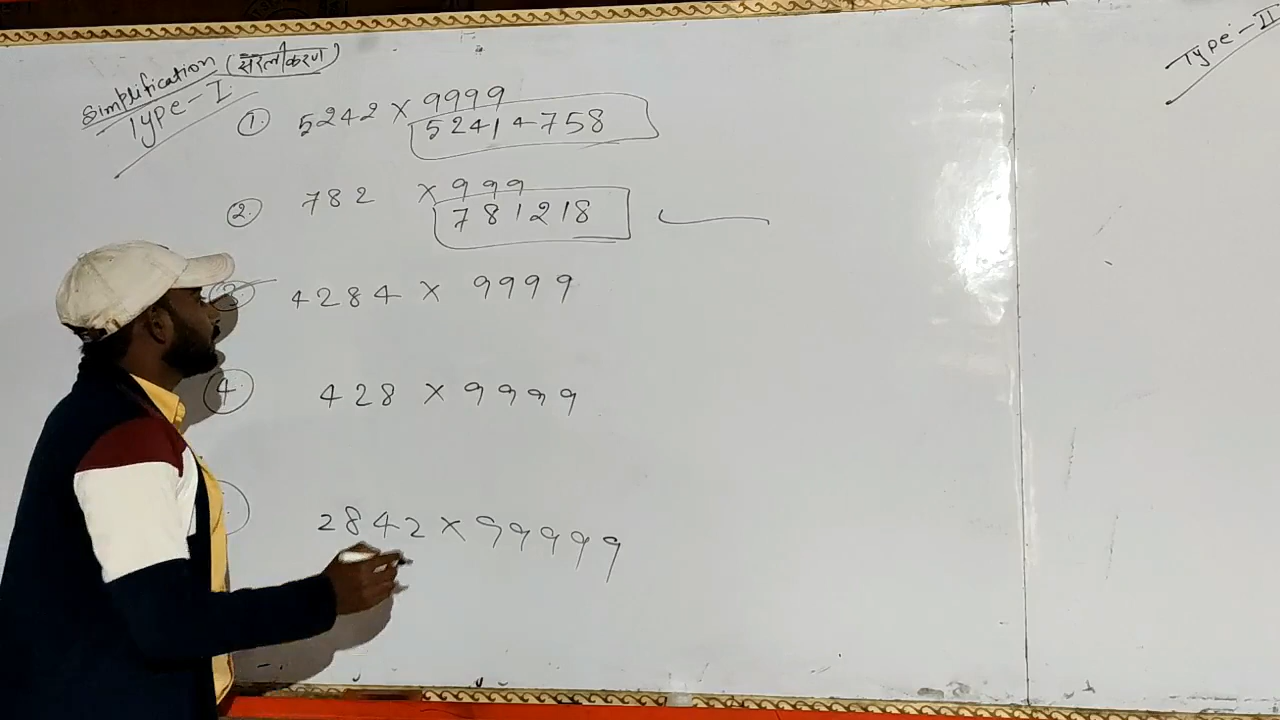 Simplification (सरलीकरण)
Type-I
1. 5242 × 9999
52414758
2. 782 × 999
781218
3. 4284 × 9999
4. 428 × 9999
2842 × 99999
Type-II